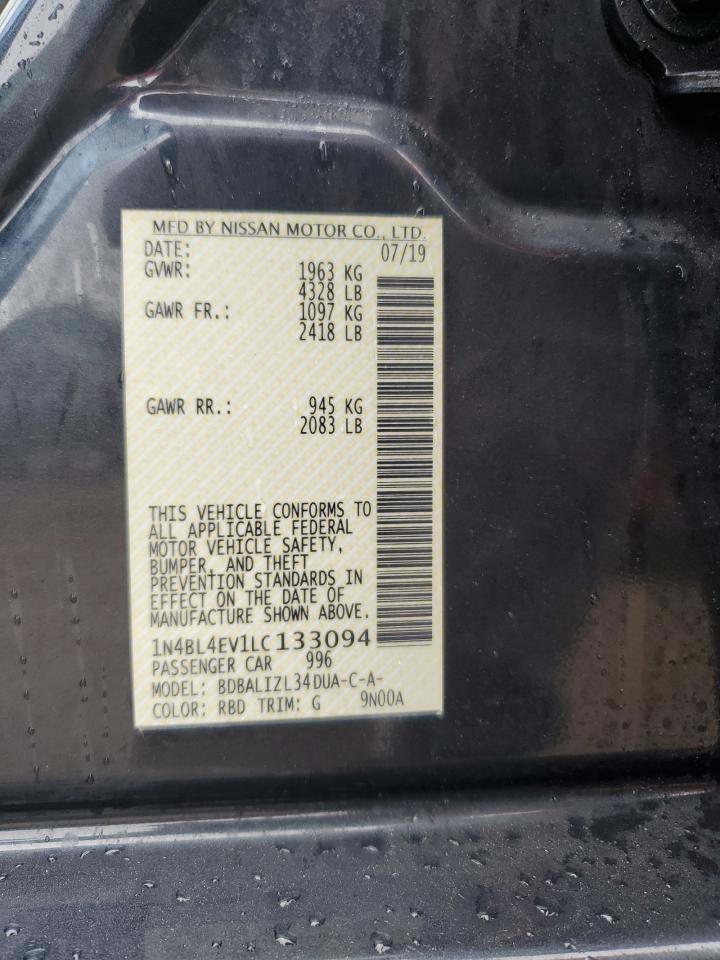 MFD BY NISSAN MOTOR CO., LTD.
DATE: 07/19
GVWR: 1963 KG
4328 LB
GAWR FR.: 1097 KG
2418 LB
GAWR RR.: 945 KG
2083 LB
THIS VEHICLE CONFORMS TO
ALL APPLICABLE FEDERAL
MOTOR VEHICLE SAFETY,
BUMPER, AND THEFT
PREVENTION STANDARDS IN
EFFECT ON THE DATE OF
MANUFACTURE SHOWN ABOVE.
1N4BL4EV1LC133094
PASSENGER CAR 996
MODEL: BDBALIZL34DUA-C-A-
COLOR: RBD TRIM: G 9N00A